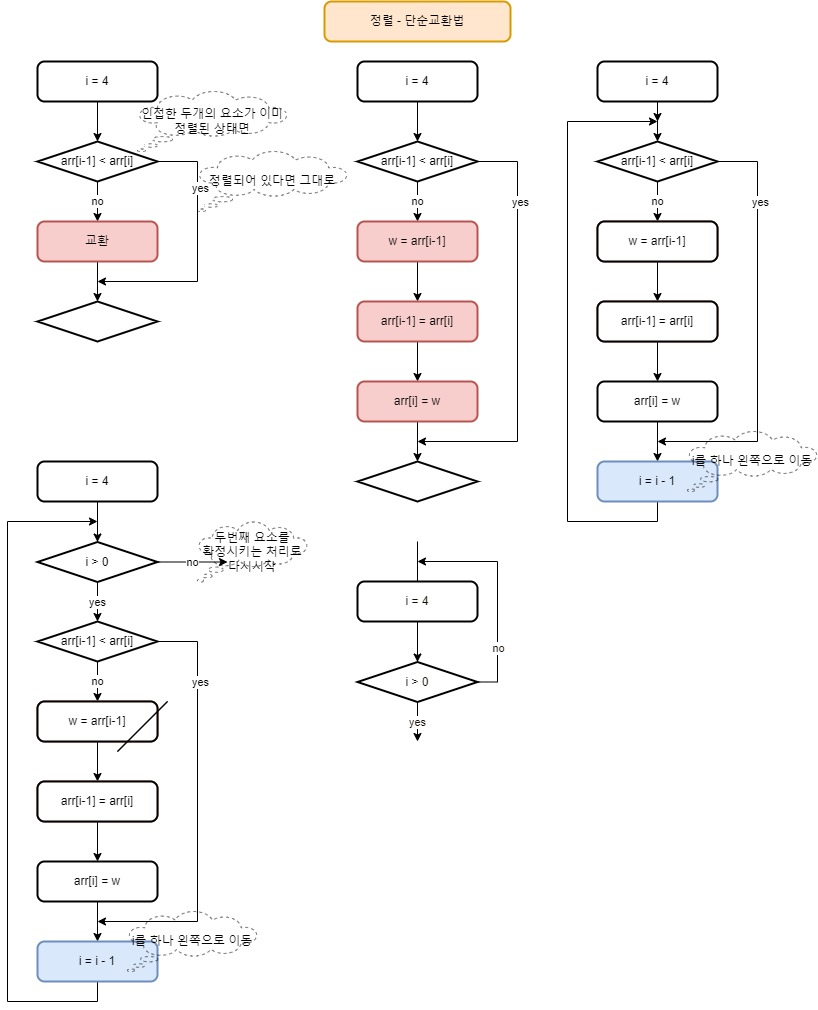 정렬 - 단순교환법
i = 4
인접한 두개의 요소가 이미
정렬된 상태면
arr[i-1] < arr[i]
정렬되어 있다면 그대로
yes
no
교환
i = 4
arr[i-1] < arr[i]
no
yes
w = arr[i-1]
arr[i-1] = arr[i]
arr[i] = w
i = 4
arr[i-1] < arr[i]
no
yes
w = arr[i-1]
arr[i-1] = arr[i]
arr[i] = w
i를 하나 왼쪽으로 이동
i = i - 1
i = 4
두번째 요소를
확정시키는 처리로
다시시작
i > 0
no
yes
arr[i-1] < arr[i]
no
yes
w = arr[i-1]
arr[i-1] = arr[i]
arr[i] = w
i를 하나 왼쪽으로 이동
i = i - 1
i = 4
no
i > 0
yes